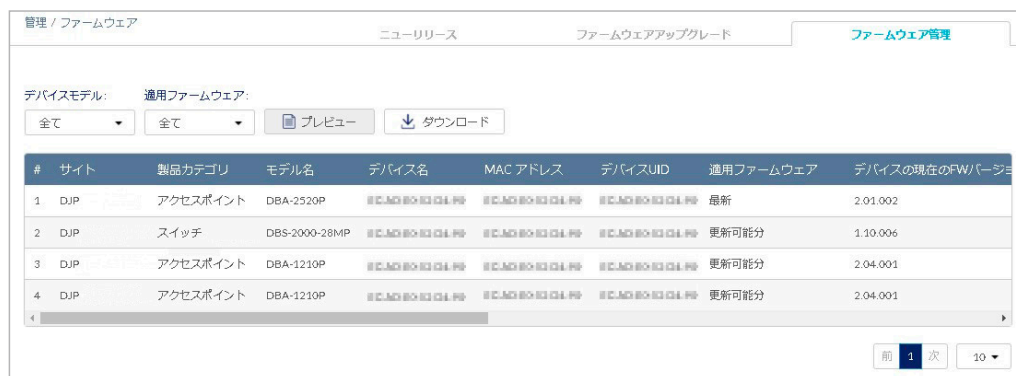 管理 / ファームウェア
ニューリリース ファームウェアアップグレード ファームウェア管理
デバイスモデル: 適用ファームウェア:
全て 全て プレビュー ダウンロード
# サイト 製品カテゴリ モデル名 デバイス名 MAC アドレス デバイスUID 適用ファームウェア デバイスの現在のFWバージョ
1 DJP アクセスポイント DBA-2520P 最新 2.01.002
2 DJP スイッチ DBS-2000-28MP 更新可能分 1.10.006
3 DJP アクセスポイント DBA-1210P 更新可能分 2.04.001
4 DJP アクセスポイント DBA-1210P 更新可能分 2.04.001
前 1 次 10